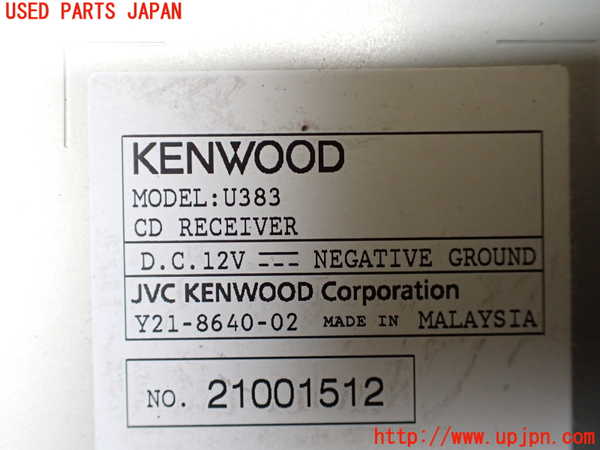 USED PARTS JAPAN
KENWOOD
MODEL:U383
CD RECEIVER
D.C.12V NEGATIVE GROUND
JVC KENWOOD Corporation
Y21-8640-02 MADE IN MALAYSIA
NO. 21001512
http://www.upjpn.com/